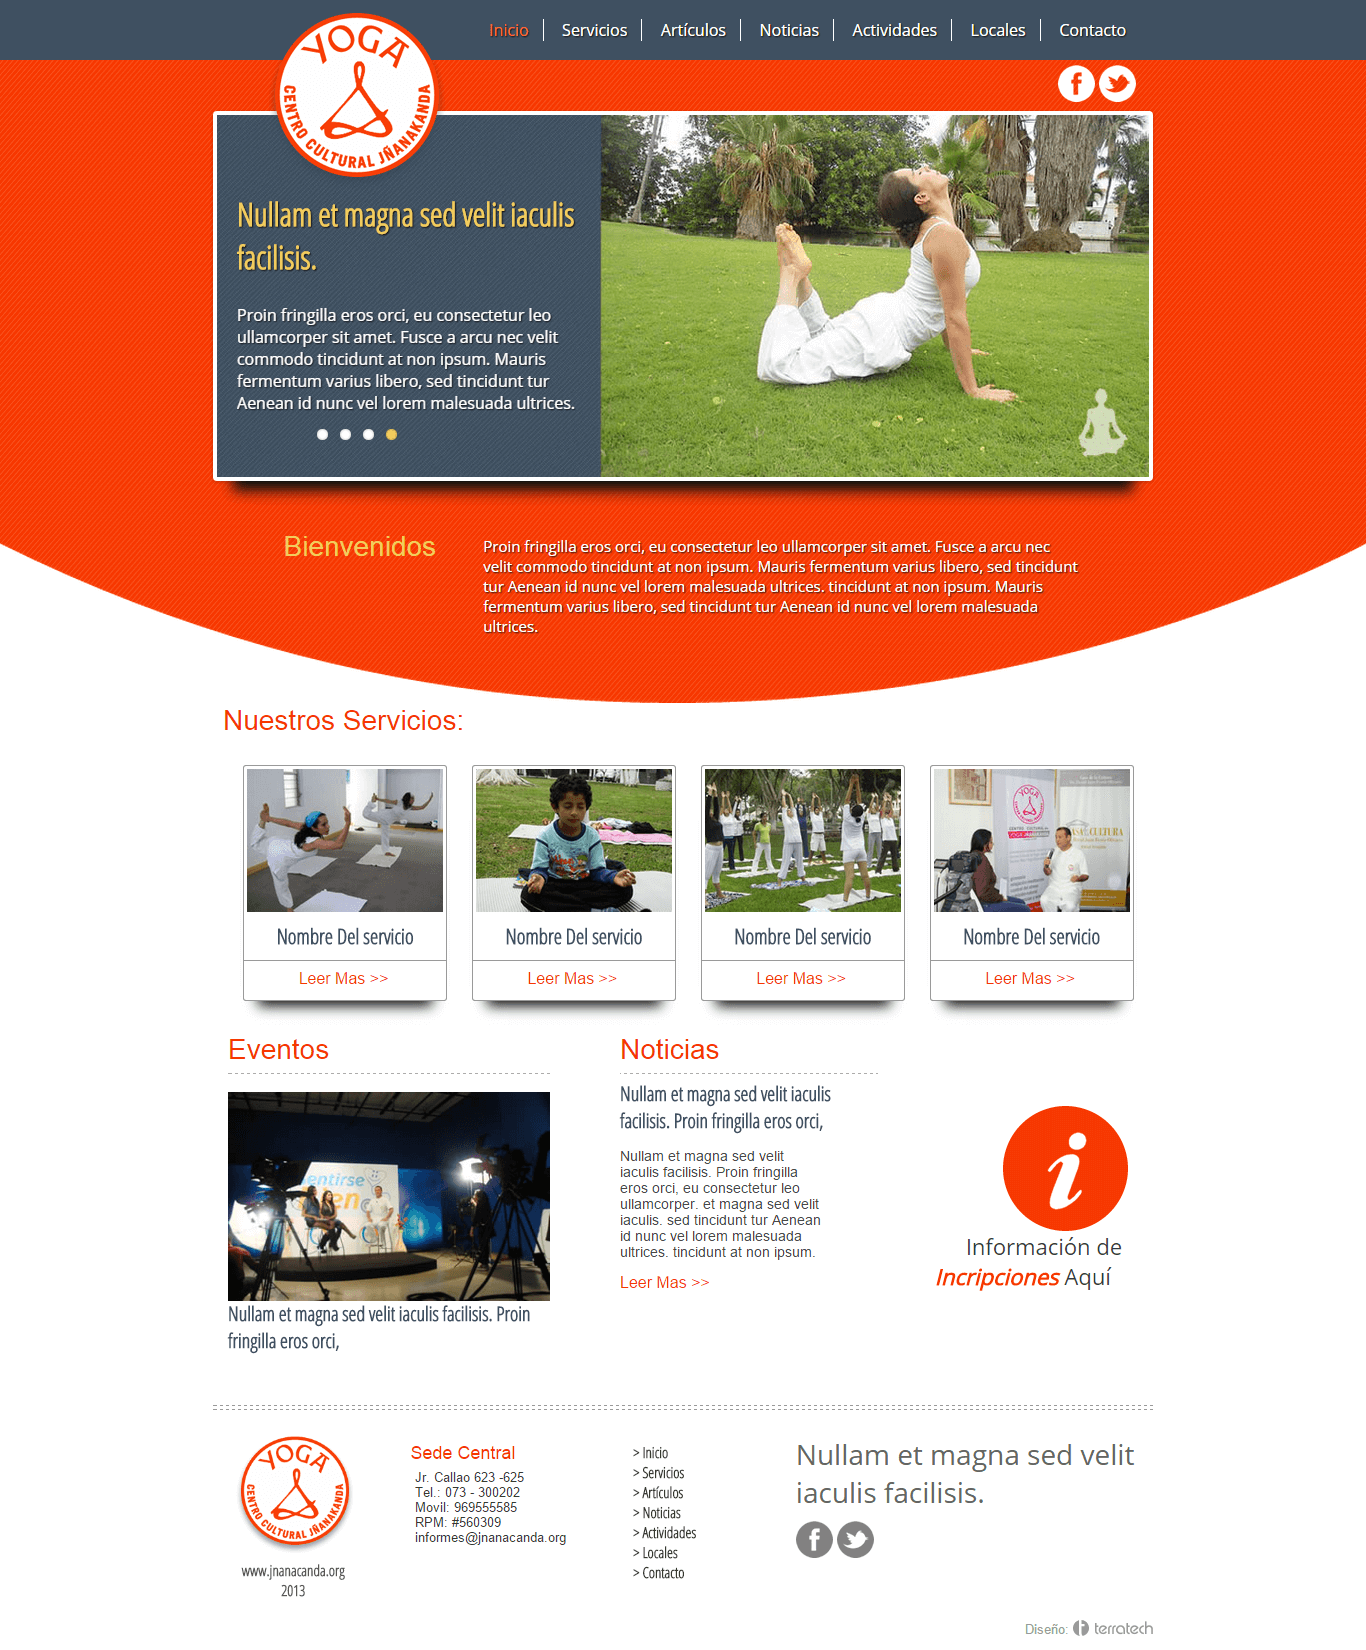 YOGA
CENTRO CULTURAL JÑANAKANDA
Inicio
Servicios
Artículos
Noticias
Actividades
Locales
Contacto
Nullam et magna sed velit iaculis
facilisis.
Proin fringilla eros orci, eu consectetur leo
ullamcorper sit amet. Fusce a arcu nec velit
commodo tincidunt at non ipsum. Mauris
fermentum varius libero, sed tincidunt tur
Aenean id nunc vel lorem malesuada ultrices.
Bienvenidos
Proin fringilla eros orci, eu consectetur leo ullamcorper sit amet. Fusce a arcu nec
velit commodo tincidunt at non ipsum. Mauris fermentum varius libero, sed tincidunt
tur Aenean id nunc vel lorem malesuada ultrices. tincidunt at non ipsum. Mauris
fermentum varius libero, sed tincidunt tur Aenean id nunc vel lorem malesuada
ultrices.
Nuestros Servicios:
YOGA
CULTURA
Nombre Del servicio
Leer Mas >>
Nombre Del servicio
Leer Mas >>
Nombre Del servicio
Leer Mas >>
Nombre Del servicio
Leer Mas >>
Eventos
Nullam et magna sed velit iaculis facilisis. Proin
fringilla eros orci,
Noticias
Nullam et magna sed velit iaculis
facilisis. Proin fringilla eros orci,
Nullam et magna sed velit
iaculis facilisis. Proin fringilla
eros orci, eu consectetur leo
ullamcorper. et magna sed velit
iaculis. sed tincidunt tur Aenean
id nunc vel lorem malesuada
ultrices. tincidunt at non ipsum.
Leer Mas >>
i
Información de
Incripciones Aquí
YOGA
CENTRO CULTURAL JÑANAKANDA
www.jnanacanda.org
2013
Sede Central
Jr. Callao 623 -625
Tel.: 073 - 300202
Movil: 969555585
RPM: #560309
informes@jnanacanda.org
> Inicio
> Servicios
> Artículos
> Noticias
> Actividades
> Locales
> Contacto
Nullam et magna sed velit
iaculis facilisis.
Diseño: terratech